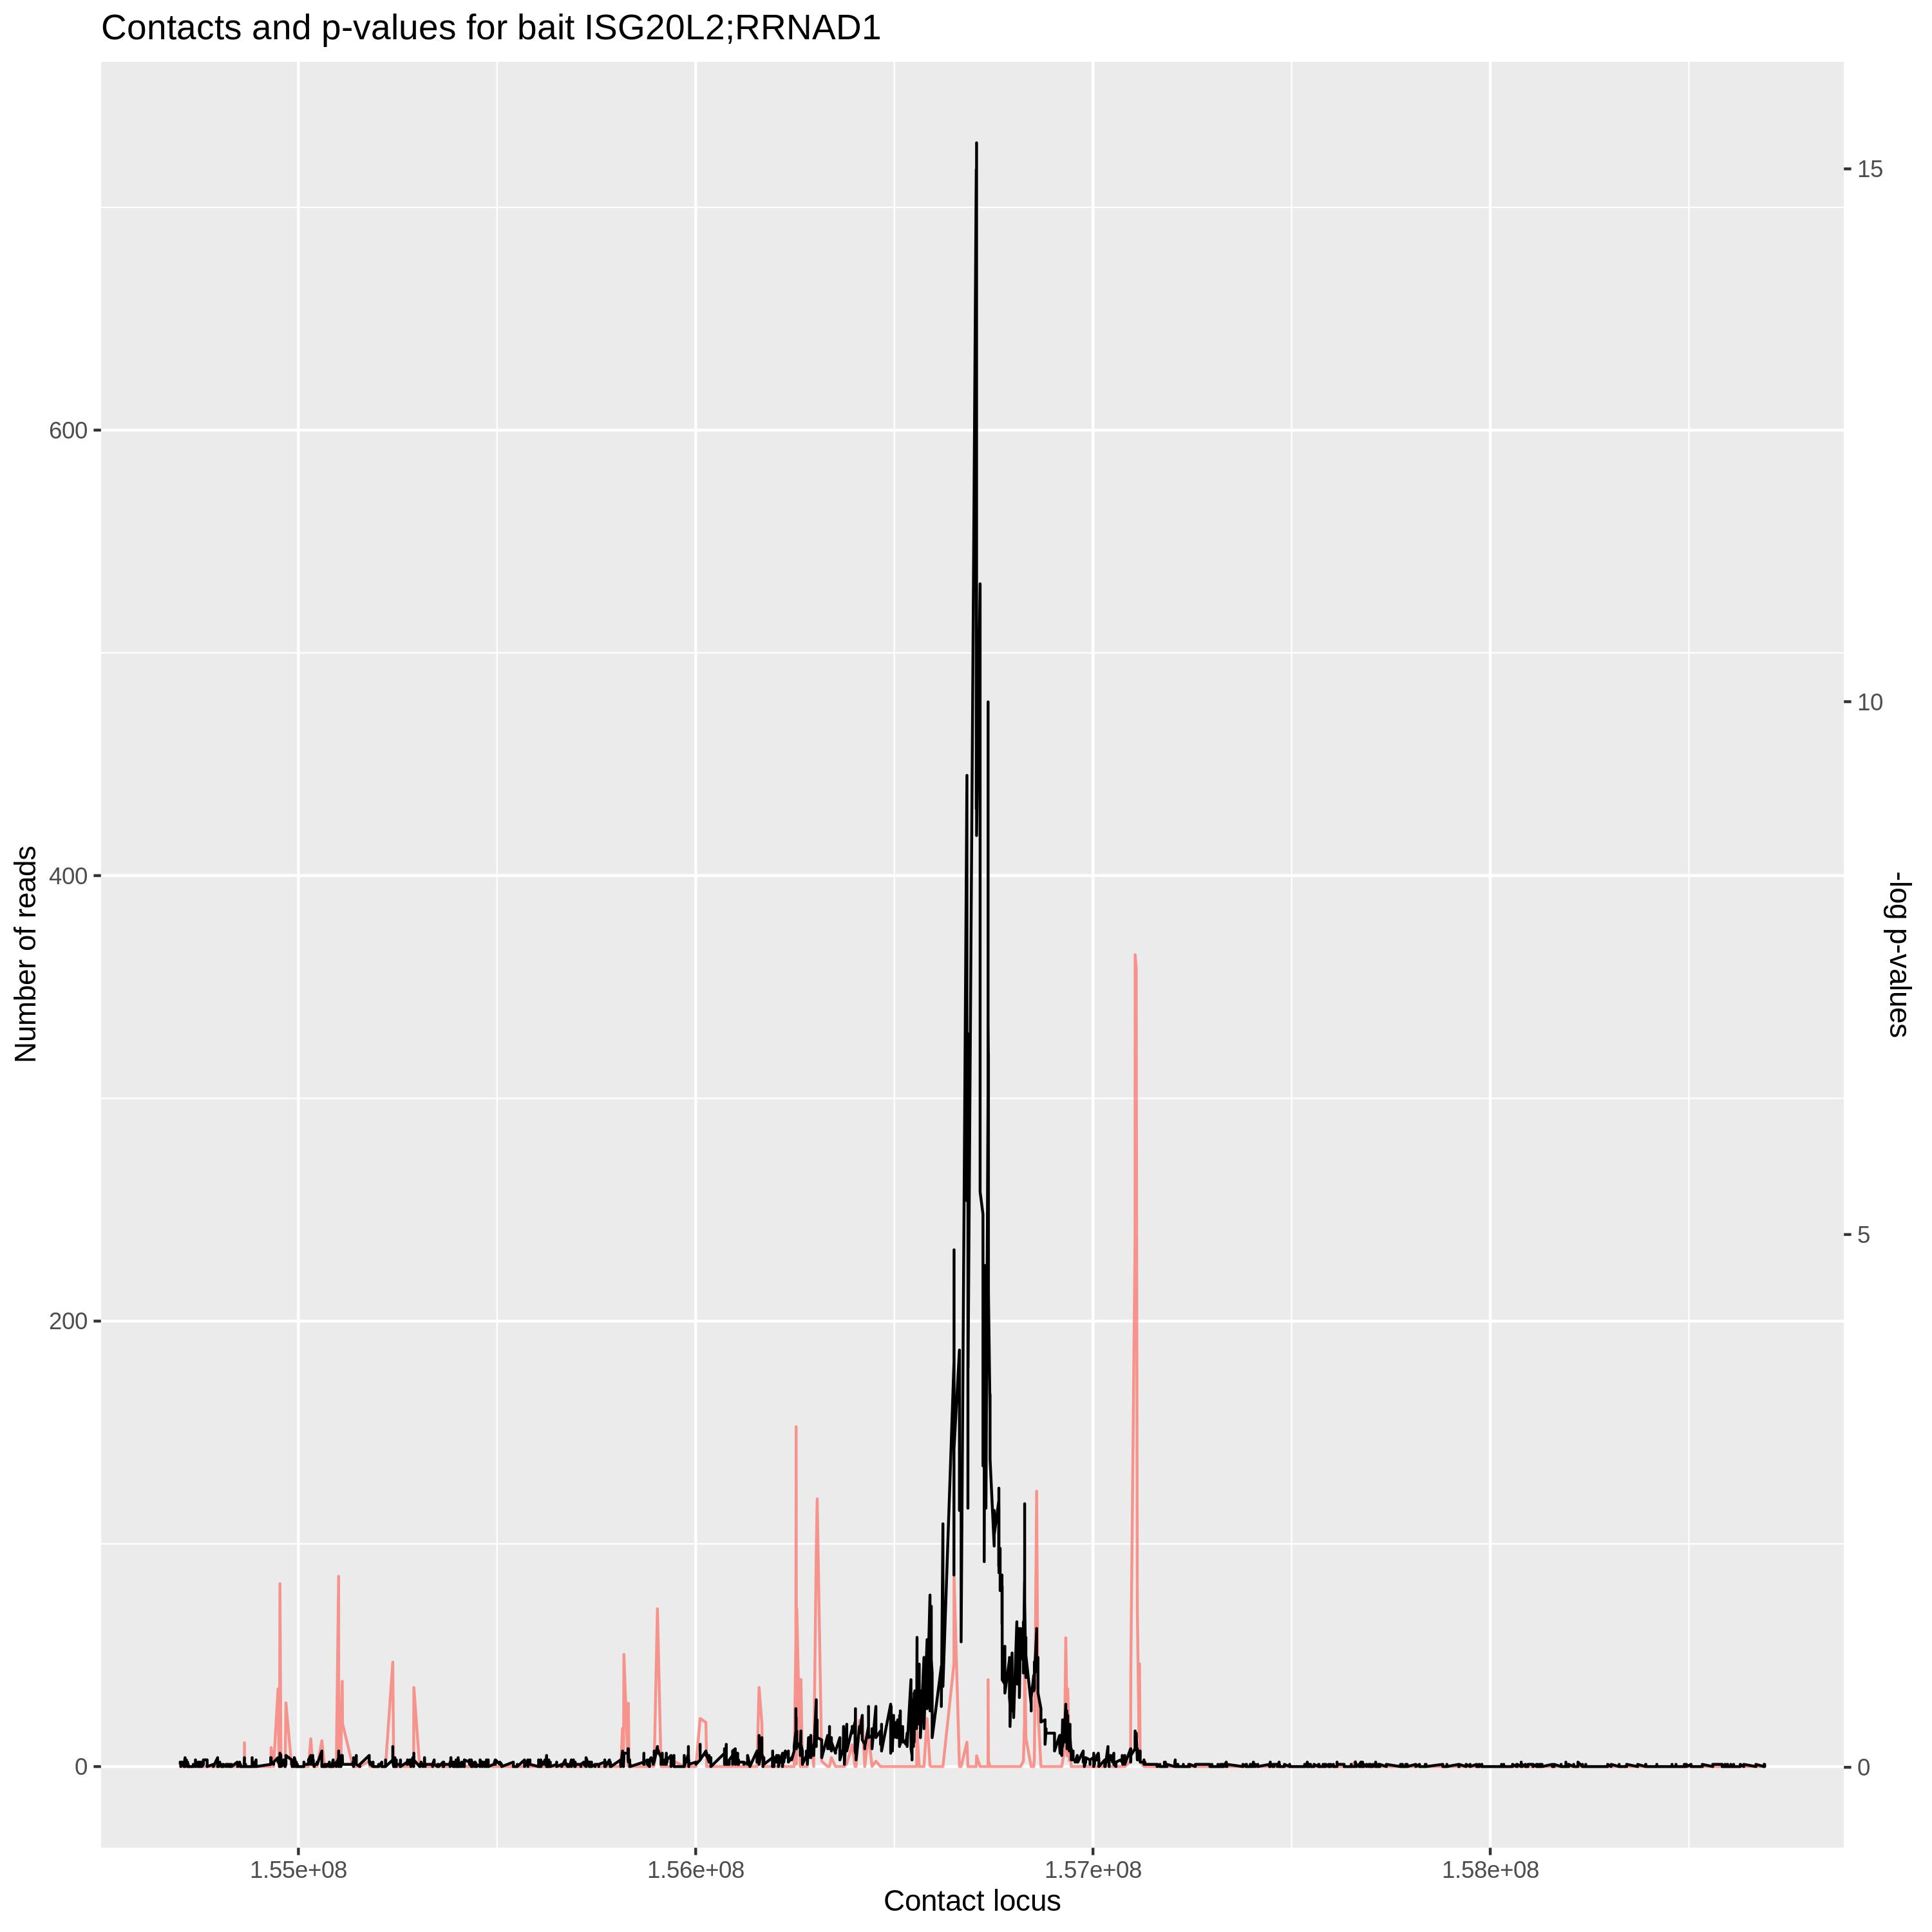 Contacts and p-values for bait ISG20L2;RRNAD1
15
600
10
Number of reads
400
-log p-values
5
200
0
0
1.55e+08
1.56e+08
1.57e+08
1.58e+08
Contact locus